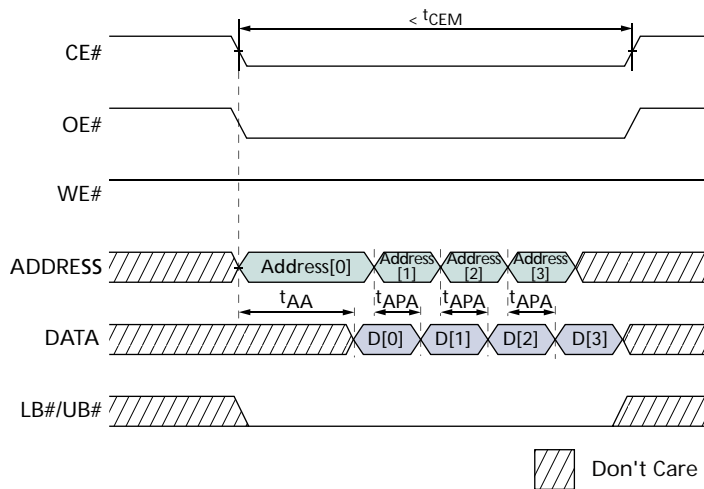 < tCEM
CE#
OE#
WE#
ADDRESS
Address[0]
Address
[1]
Address
[2]
Address
[3]
tAA
tAPA
tAPA
tAPA
DATA
D[0]
D[1]
D[2]
D[3]
LB#/UB#
Don't Care